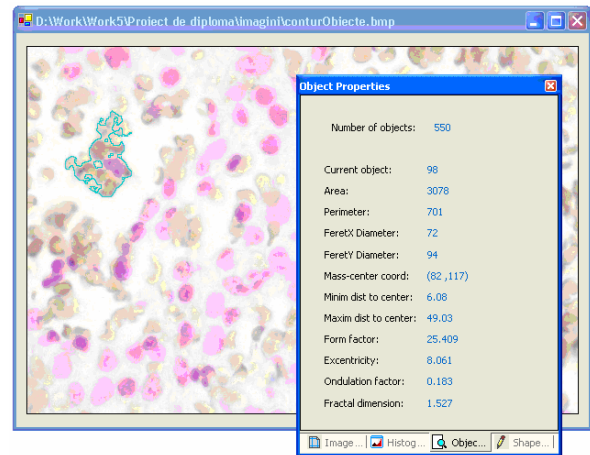 D:\Work\Work5\Proiect de diploma\imagini\conturObiecte.bmp
Object Properties
Number of objects: 550
Current object: 98
Area: 3078
Perimeter: 701
FeretX Diameter: 72
FeretY Diameter: 94
Mass-center coord: (82 ,117)
Minim dist to center: 6.08
Maxim dist to center: 49.03
Form factor: 25.409
Excentricity: 8.061
Ondulation factor: 0.183
Fractal dimension: 1.527
Image... Histog... Objec... Shape...